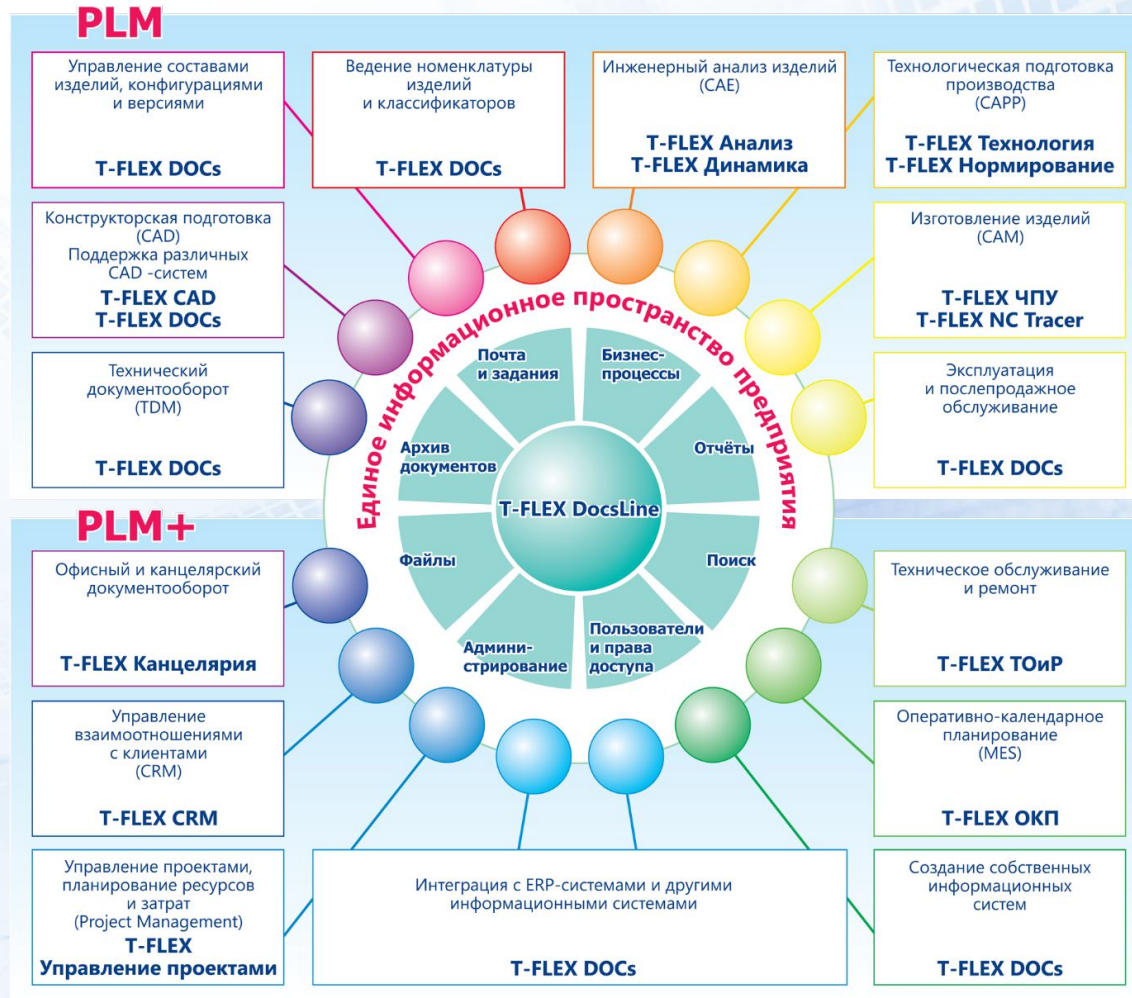 PLM
Управление составами
изделий, конфигурациями
и версиями
T-FLEX DOCs
Ведение номенклатуры
изделий
и классификаторов
T-FLEX DOCs
Инженерный анализ изделий
(CAE)
T-FLEX Анализ
T-FLEX Динамика
Технологическая подготовка
производства
(CAPP)
T-FLEX Технология
T-FLEX Нормирование
Конструкторская подготовка
(CAD)
Поддержка различных
CAD -систем
T-FLEX CAD
T-FLEX DOCs
Изготовление изделий
(CAM)
T-FLEX ЧПУ
T-FLEX NC Tracer
Технический
документооборот
(TDM)
T-FLEX DOCs
Эксплуатация
и послепродажное
обслуживание
T-FLEX DOCs
Единое информационное пространство предприятия
Почта
и задания
Бизнес-
процессы
Архив
документов
Отчёты
T-FLEX DocsLine
Файлы
Поиск
Админи-
стрирование
Пользователи
и права
доступа
PLM+
Офисный и канцелярский
документооборот
T-FLEX Канцелярия
Техническое обслуживание
и ремонт
T-FLEX ТОиР
Управление
взаимоотношениями
с клиентами
(CRM)
T-FLEX CRM
Оперативно-календарное
планирование
(MES)
T-FLEX ОКП
Управление проектами,
планирование ресурсов
и затрат
(Project Management)
T-FLEX
Управление проектами
Интеграция с ERP-системами и другими
информационными системами
T-FLEX DOCs
Создание собственных
информационных
систем
T-FLEX DOCs